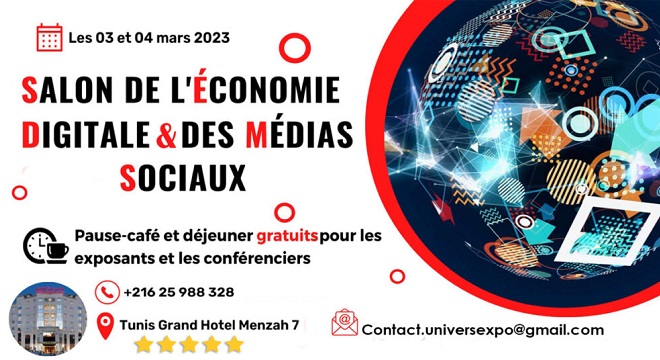 Les 03 et 04 mars 2023
SALON DE L'ÉCONOMIE
DIGITALE & DES MÉDIAS
SOCIAUX
Pause-café et déjeuner gratuits pour les
exposants et les conférenciers
+216 25 988 328
Tunis Grand Hotel Menzah 7
Contact.universexpo@gmail.com